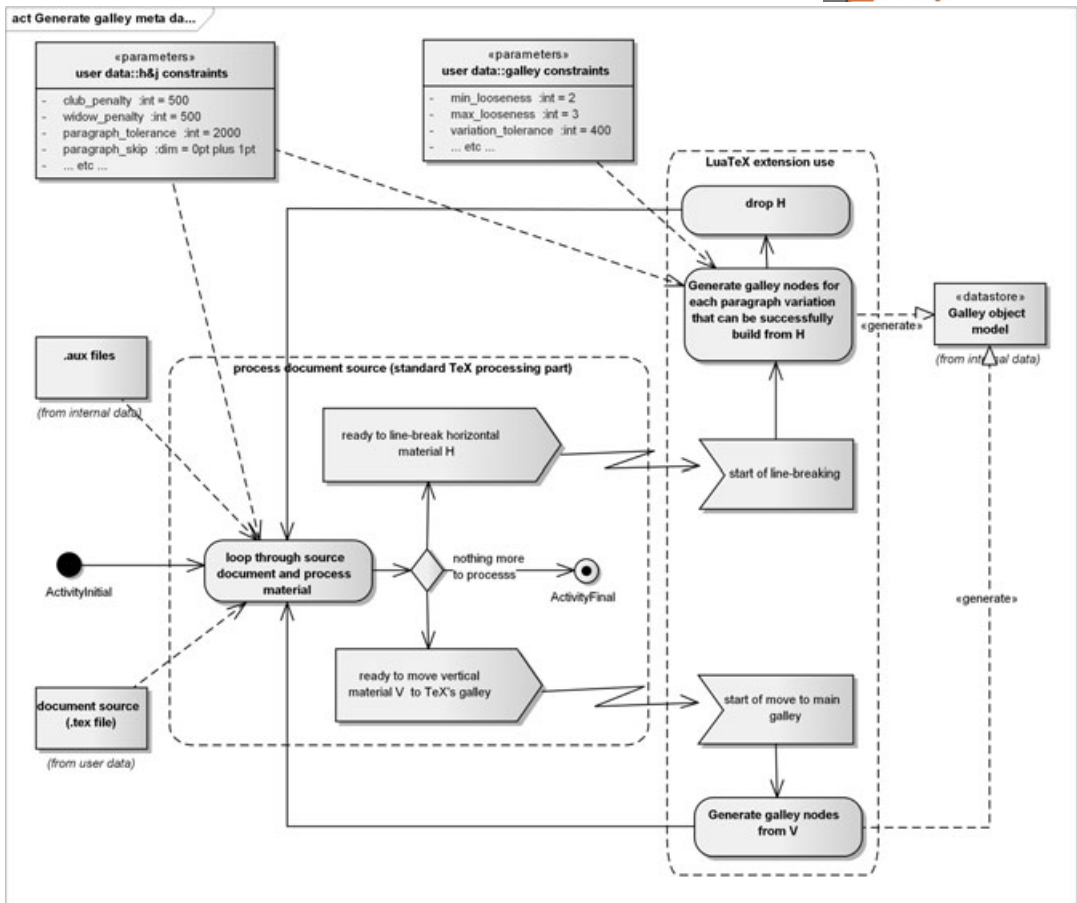 act Generate galley meta da...
«parameters»
user data::h&j constraints
- club_penalty :int = 500
- widow_penalty :int = 500
- paragraph_tolerance :int = 2000
- paragraph_skip :dim = 0pt plus 1pt
- ... etc ...
«parameters»
user data::galley constraints
- min_looseness :int = 2
- max_looseness :int = 3
- variation_tolerance :int = 400
- ... etc ...
LuaTeX extension use
drop H
Generate galley nodes for
each paragraph variation
that can be successfully
build from H
«generate»
«datastore»
Galley object
model
(from internal data)
.aux files
(from internal data)
process document source (standard TeX processing part)
ready to line-break horizontal
material H
start of line-breaking
loop through source
document and process
material
nothing more
to processs
ActivityInitial
ActivityFinal
«generate»
ready to move vertical
material V to TeX's galley
start of move to main
galley
document source
(.tex file)
(from user data)
Generate galley nodes
from V